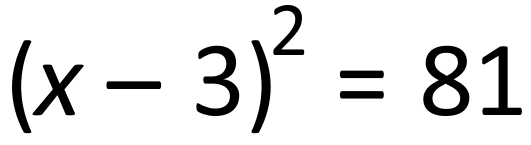 (x − 3)² = 81